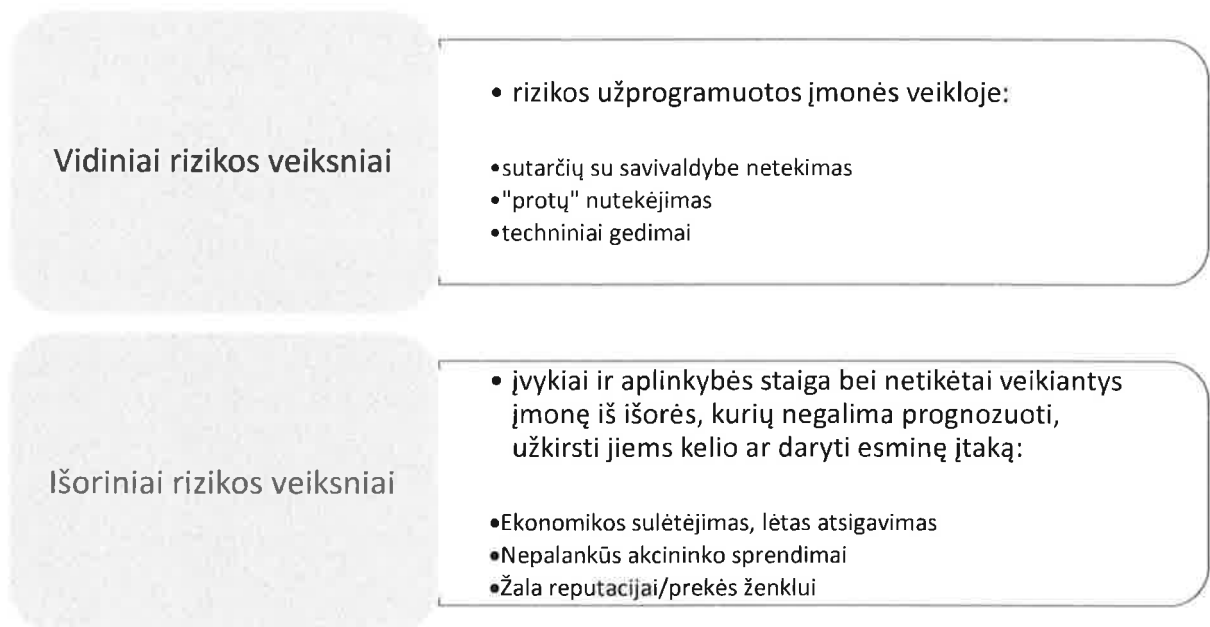 Vidiniai rizikos veiksniai
• rizikos užprogramuotos įmonės veikloje:
•sutarčių su savivaldybe netekimas
•"protų" nutekėjimas
•techniniai gedimai
Išoriniai rizikos veiksniai
• įvykiai ir aplinkybės staiga bei netikėtai veikiantys
įmonę iš išorės, kurių negalima prognozuoti,
užkirsti jiems kelio ar daryti esminę įtaką:
•Ekonomikos sulėtėjimas, lėtas atsigavimas
•Nepalankūs akcininko sprendimai
•Žala reputacijai/prekės ženklui